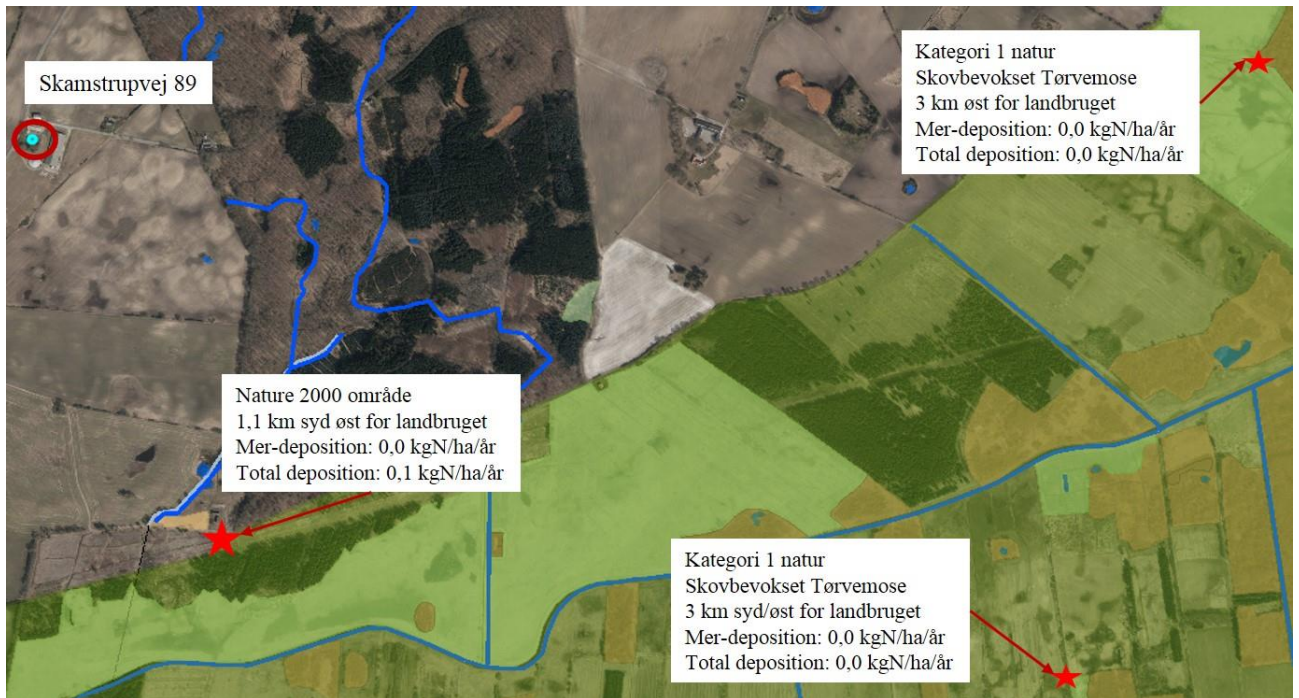 Skamstrupvej 89
Kategori 1 natur
Skovbevokset Tørvemose
3 km øst for landbruget
Mer-deposition: 0,0 kgN/ha/år
Total deposition: 0,0 kgN/ha/år
Nature 2000 område
1,1 km syd øst for landbruget
Mer-deposition: 0,0 kgN/ha/år
Total deposition: 0,1 kgN/ha/år
Kategori 1 natur
Skovbevokset Tørvemose
3 km syd/øst for landbruget
Mer-deposition: 0,0 kgN/ha/år
Total deposition: 0,0 kgN/ha/år